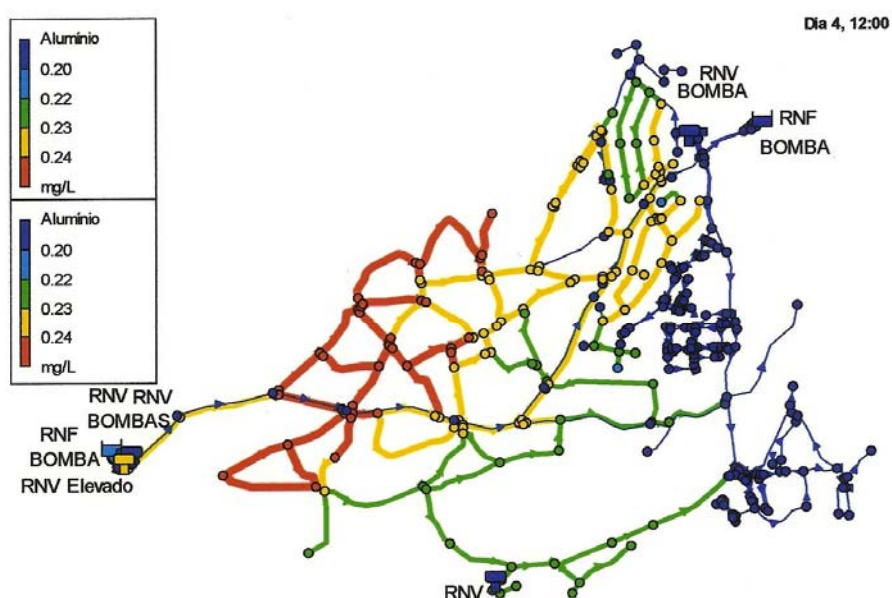 Dia 4, 12:00
Alumínio
0.20
0.22
0.23
0.24
mg/L
Alumínio
0.20
0.22
0.23
0.24
mg/L
RNV
BOMBA
RNF
BOMBA
RNV RNV
BOMBAS
RNF
BOMBA
RNV Elevado
RNV